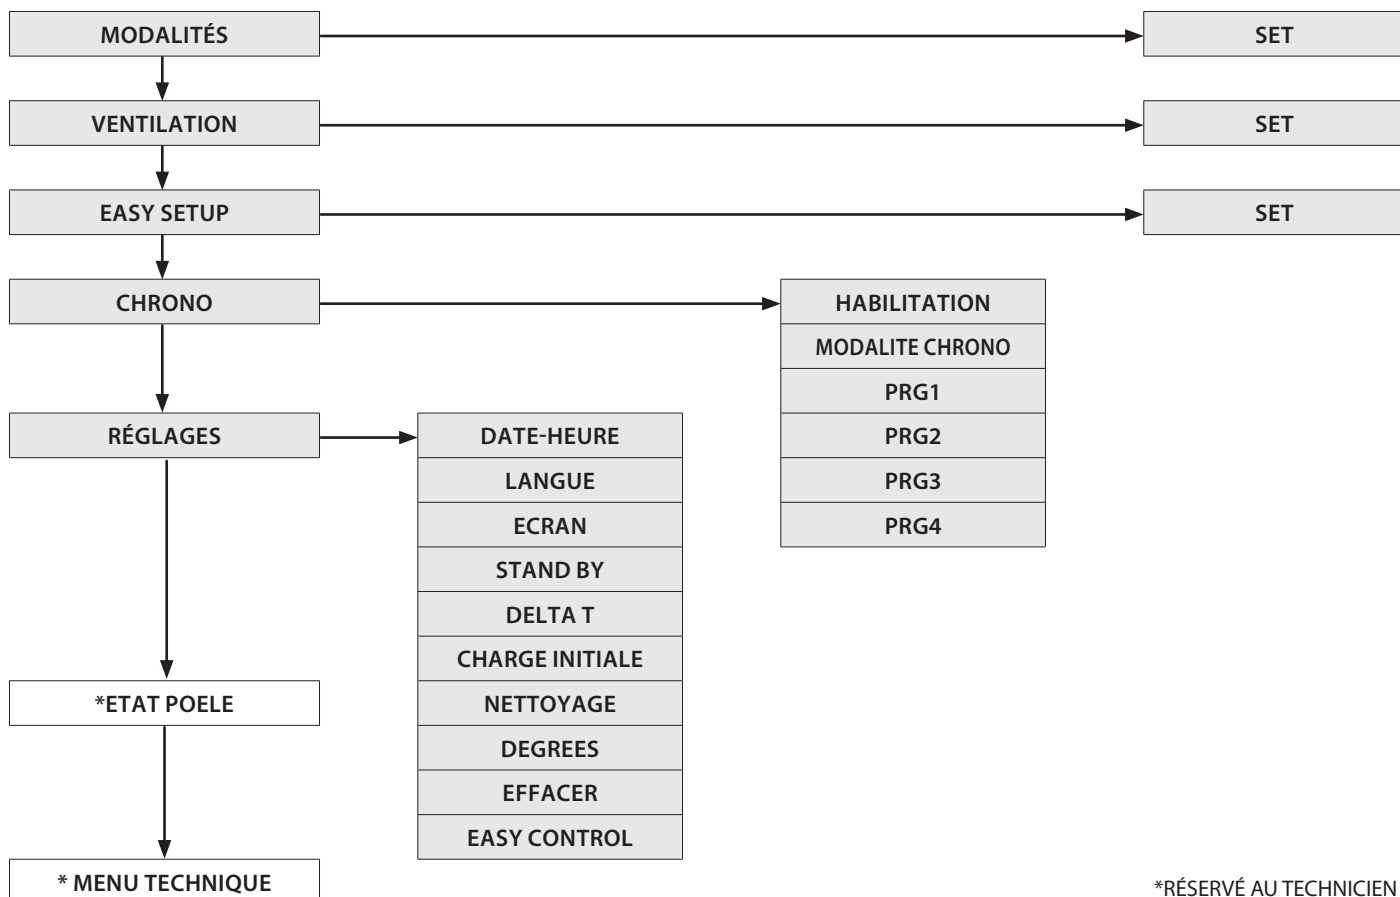 MODALITÉS
SET
VENTILATION
SET
EASY SETUP
SET
CHRONO
HABILITATION
MODALITE CHRONO
PRG1
PRG2
PRG3
PRG4
RÉGLAGES
DATE-HEURE
LANGUE
ECRAN
STAND BY
DELTA T
CHARGE INITIALE
NETTOYAGE
DEGREES
EFFACER
EASY CONTROL
*ETAT POELE
* MENU TECHNIQUE
*RÉSERVÉ AU TECHNICIEN